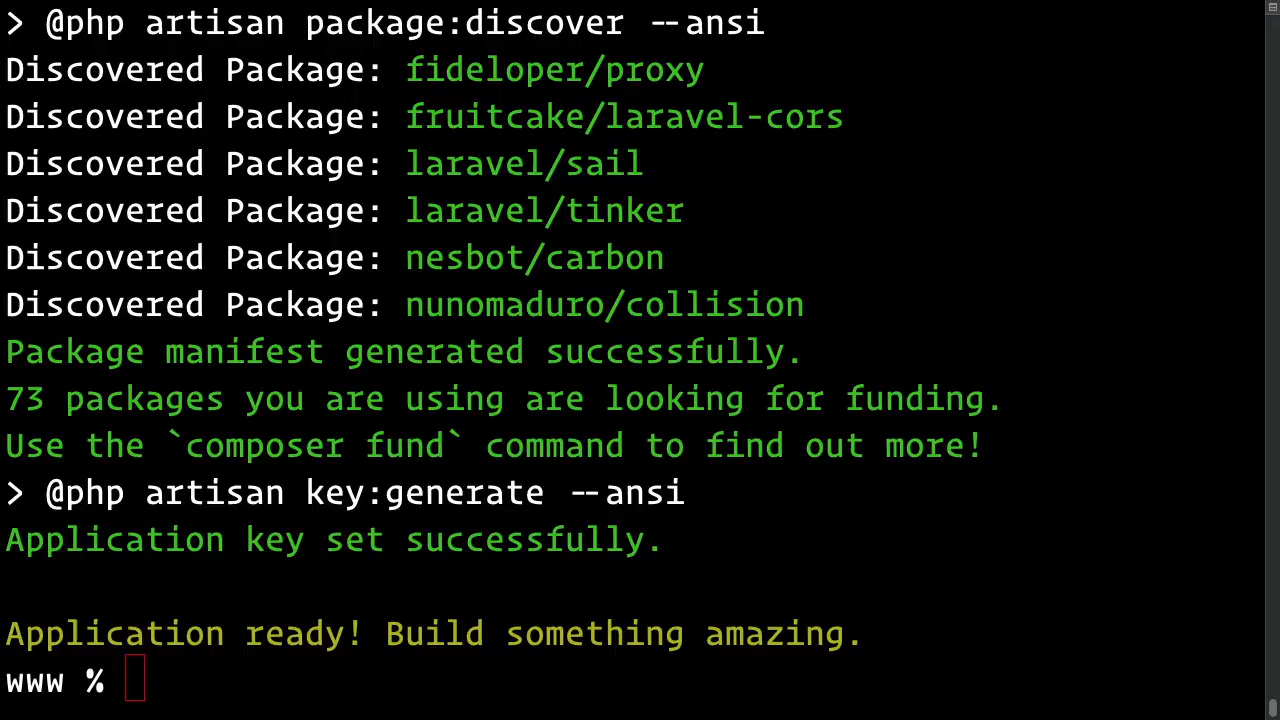 > @php artisan package:discover --ansi
Discovered Package: fideloper/proxy
Discovered Package: fruitcake/laravel-cors
Discovered Package: laravel/sail
Discovered Package: laravel/tinker
Discovered Package: nesbot/carbon
Discovered Package: nunomaduro/collision
Package manifest generated successfully.
73 packages you are using are looking for funding.
Use the `composer fund` command to find out more!
> @php artisan key:generate --ansi
Application key set successfully.
Application ready! Build something amazing.
www %